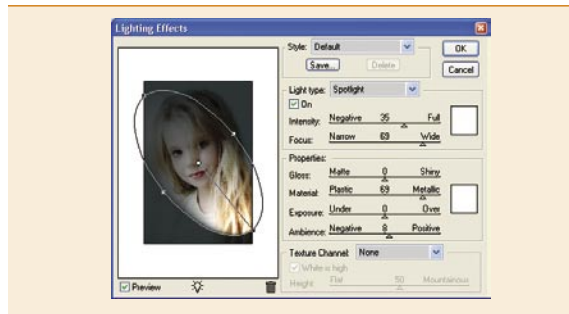 Lighting Effects
Style: Default
OK
Save... Delete
Cancel
Light type: Spotlight
On
Intensity: Negative 35 Full
Focus: Narrow 69 Wide
Properties:
Gloss: Matte 0 Shiny
Material: Plastic 69 Metallic
Exposure: Under 0 Over
Ambience: Negative 8 Positive
Texture Channel: None
White is high
Height Flat 50 Mountainous
Preview